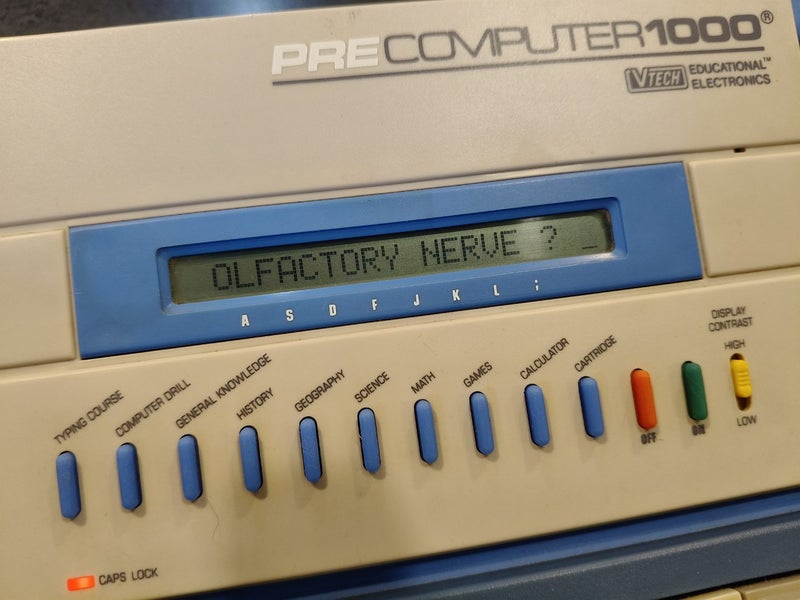 PRECOMPUTER1000®
VTECH EDUCATIONAL™
ELECTRONICS
OLFACTORY NERVE ? _
A S D F J K L ;
DISPLAY
CONTRAST
HIGH
TYPING COURSE
COMPUTER DRILL
GENERAL KNOWLEDGE
HISTORY
GEOGRAPHY
SCIENCE
MATH
GAMES
CALCULATOR
CARTRIDGE
OFF
ON
LOW
CAPS LOCK